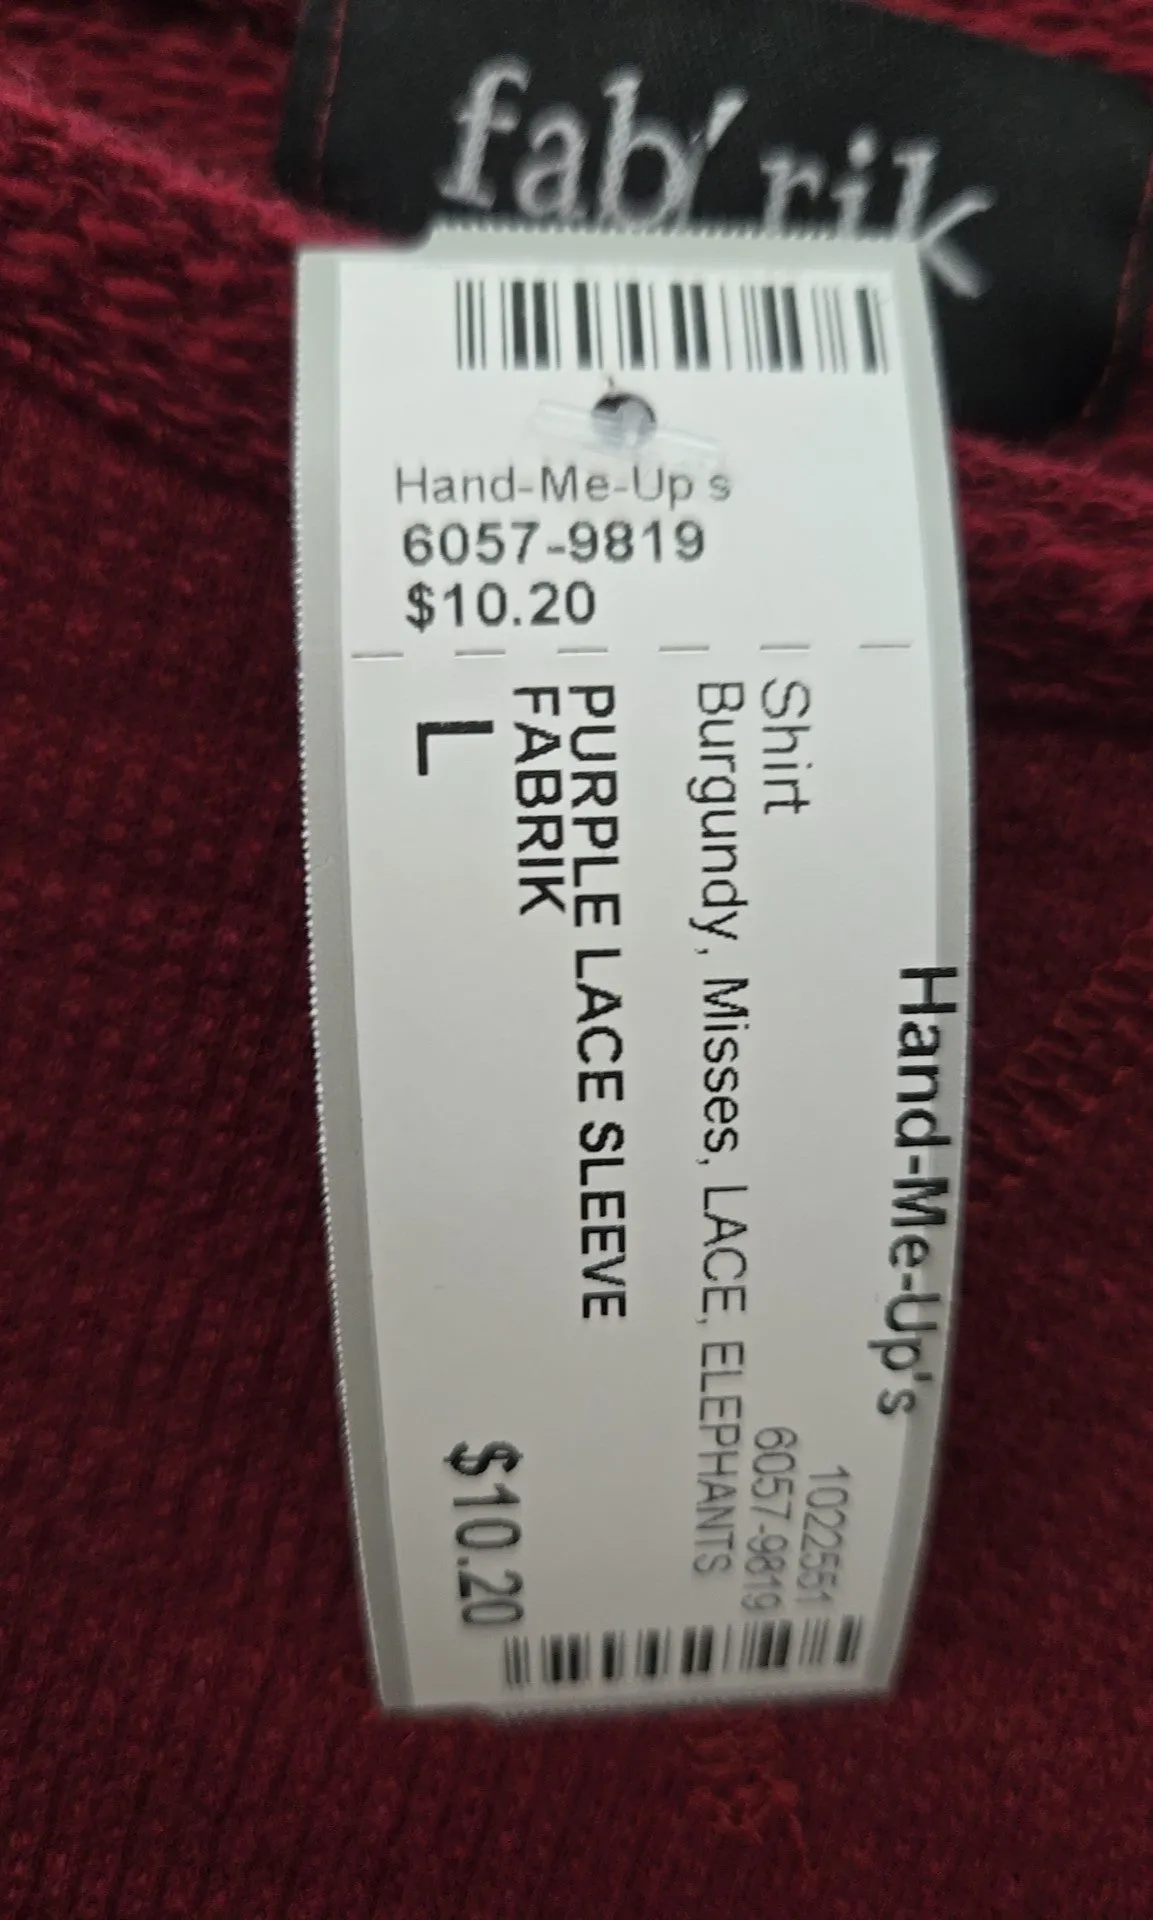 fab'rik
Hand-Me-Up s
6057-9819
$10.20
Hand-Me-Up's
1022551
Shirt
6057-9819
Burgundy, Misses, LACE, ELEPHANTS
PURPLE LACE SLEEVE
FABRIK
L
$10.20